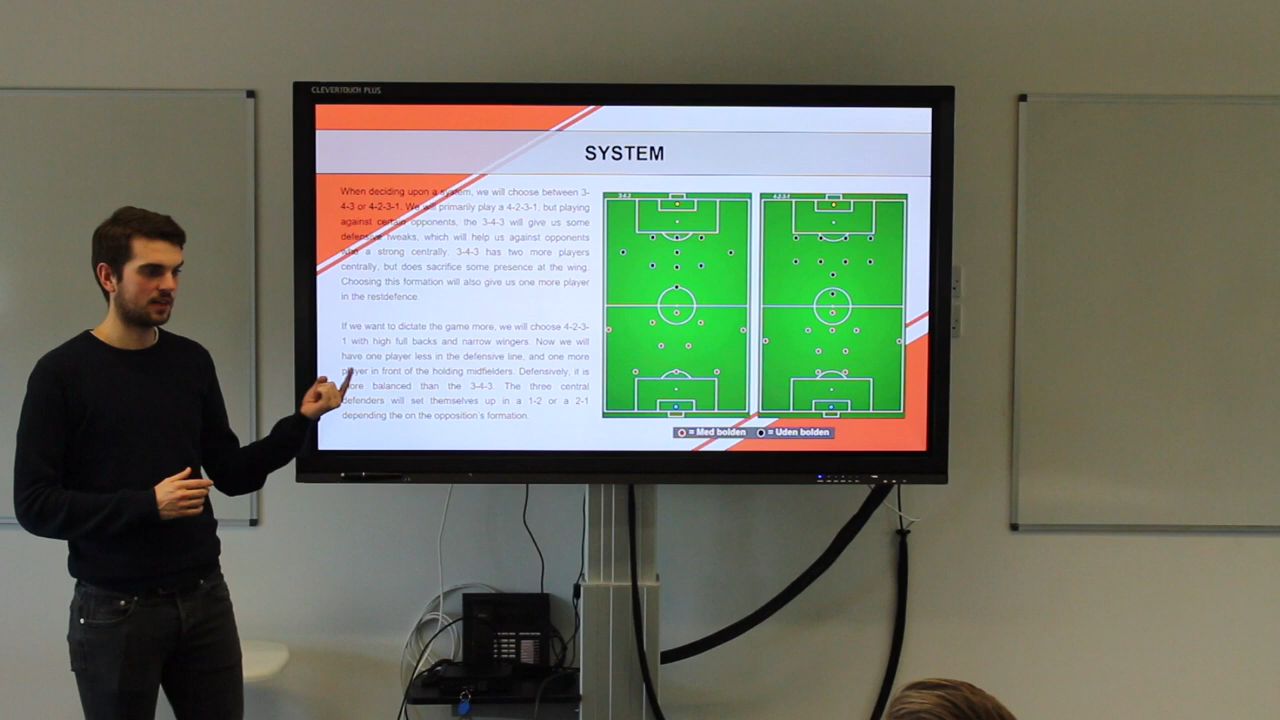 CLEVERTOUCH PLUS
SYSTEM
When deciding upon a system, we will choose between 3-
4-3 or 4-2-3-1. We will primarily play a 4-2-3-1, but playing
against certain opponents, the 3-4-3 will give us some
defensive tweaks, which will help us against opponents
who a strong centrally. 3-4-3 has two more players
centrally, but does sacrifice some presence at the wing.
Choosing this formation will also give us one more player
in the restdefence.
If we want to dictate the game more, we will choose 4-2-3-
1 with high full backs and narrow wingers. Now we will
have one player less in the defensive line, and one more
player in front of the holding midfielders. Defensively, it is
more balanced than the 3-4-3. The three central
defenders will set themselves up in a 1-2 or a 2-1
depending the on the opposition's formation.
3-4-3
4-2-3-1
= Med bolden = Uden bolden